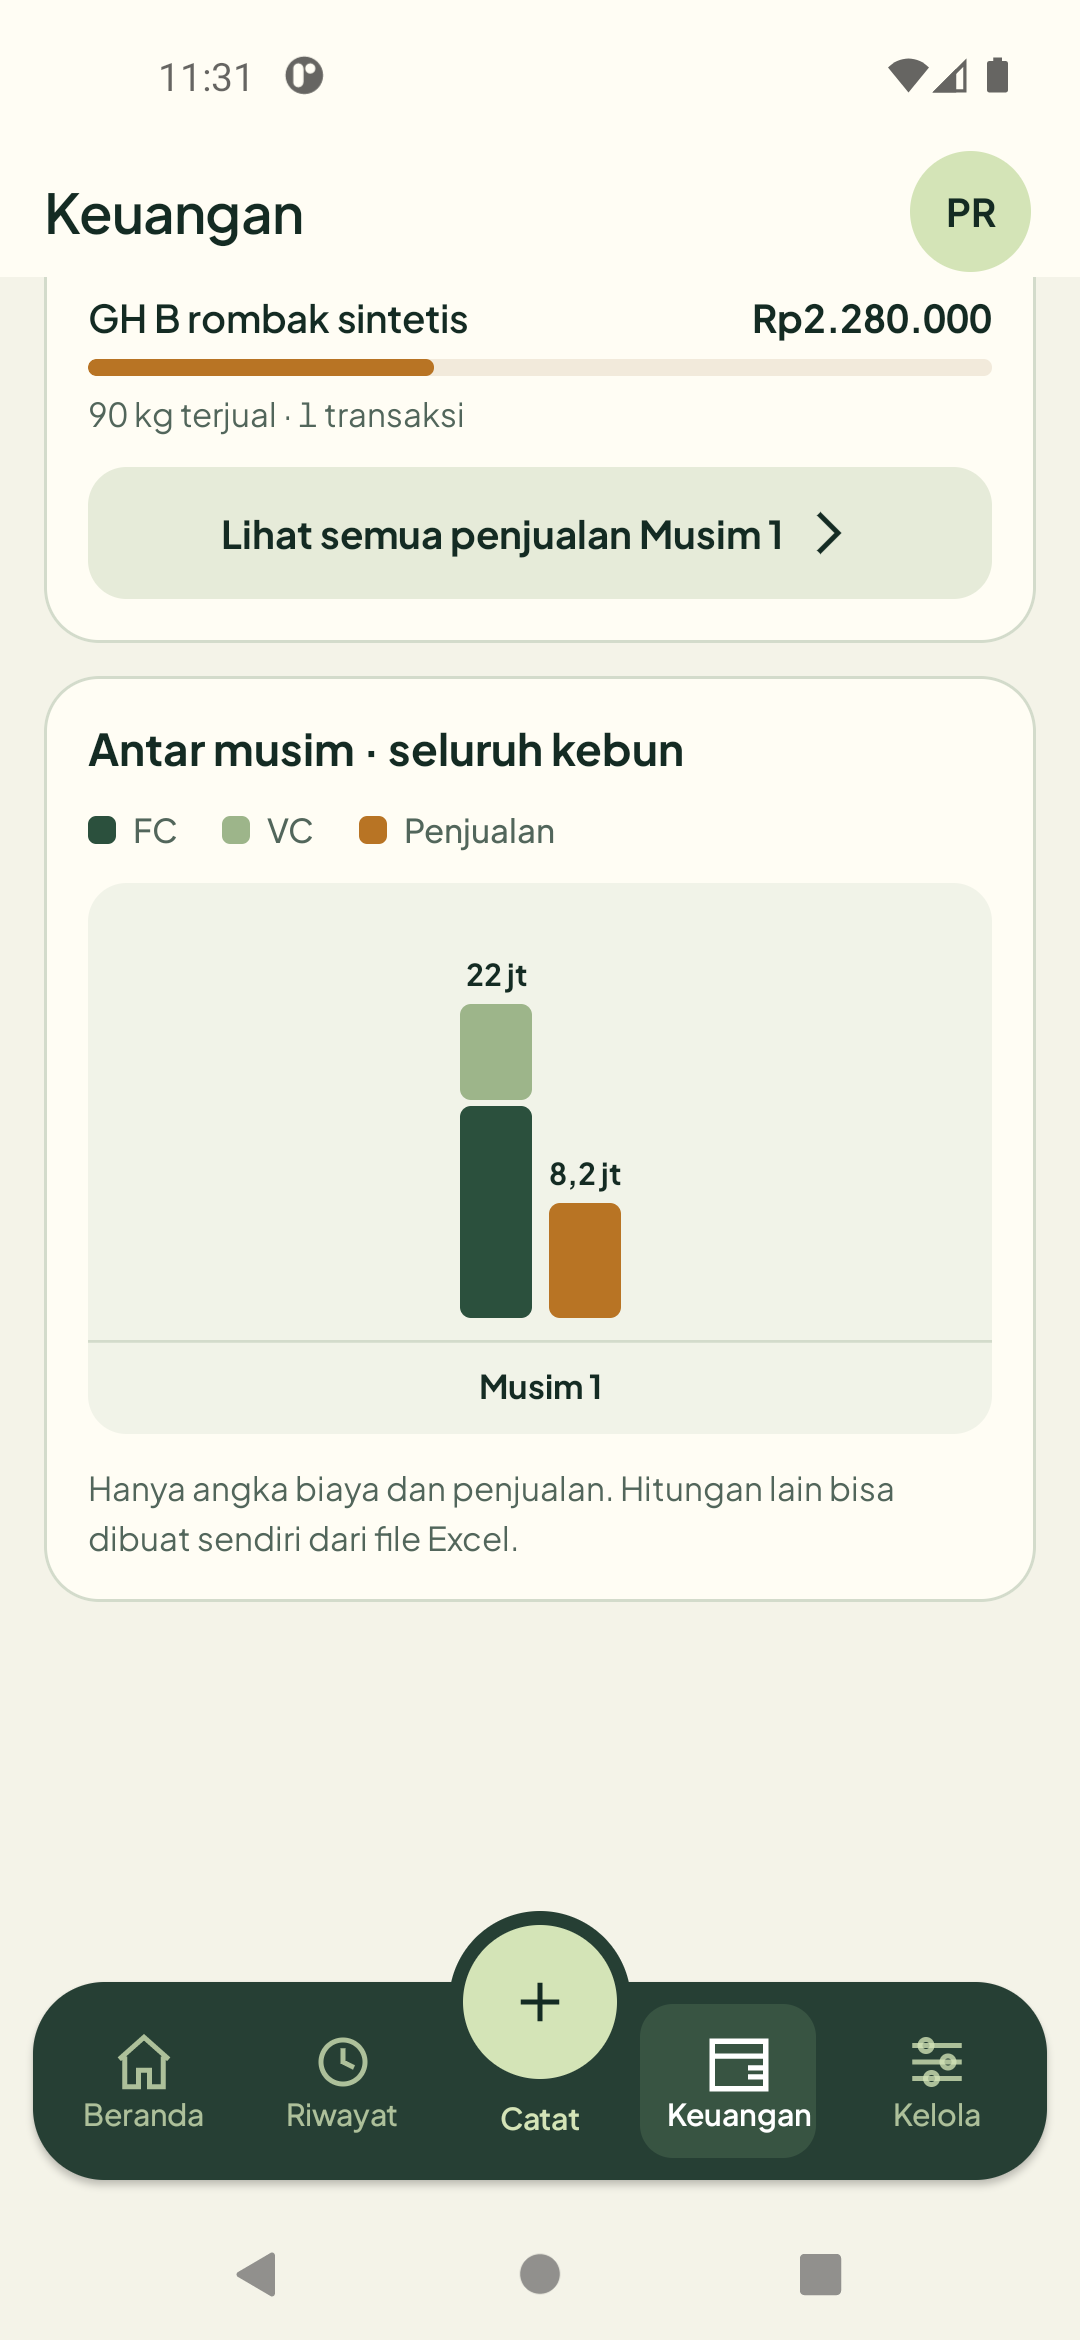 11:31
Keuangan
PR
GH B rombak sintetis
Rp2.280.000
90 kg terjual · 1 transaksi
Lihat semua penjualan Musim 1
Antar musim · seluruh kebun
FC
VC
Penjualan
22 jt
8,2 jt
Musim 1
Hanya angka biaya dan penjualan. Hitungan lain bisa
dibuat sendiri dari file Excel.
Beranda
Riwayat
Catat
Keuangan
Kelola